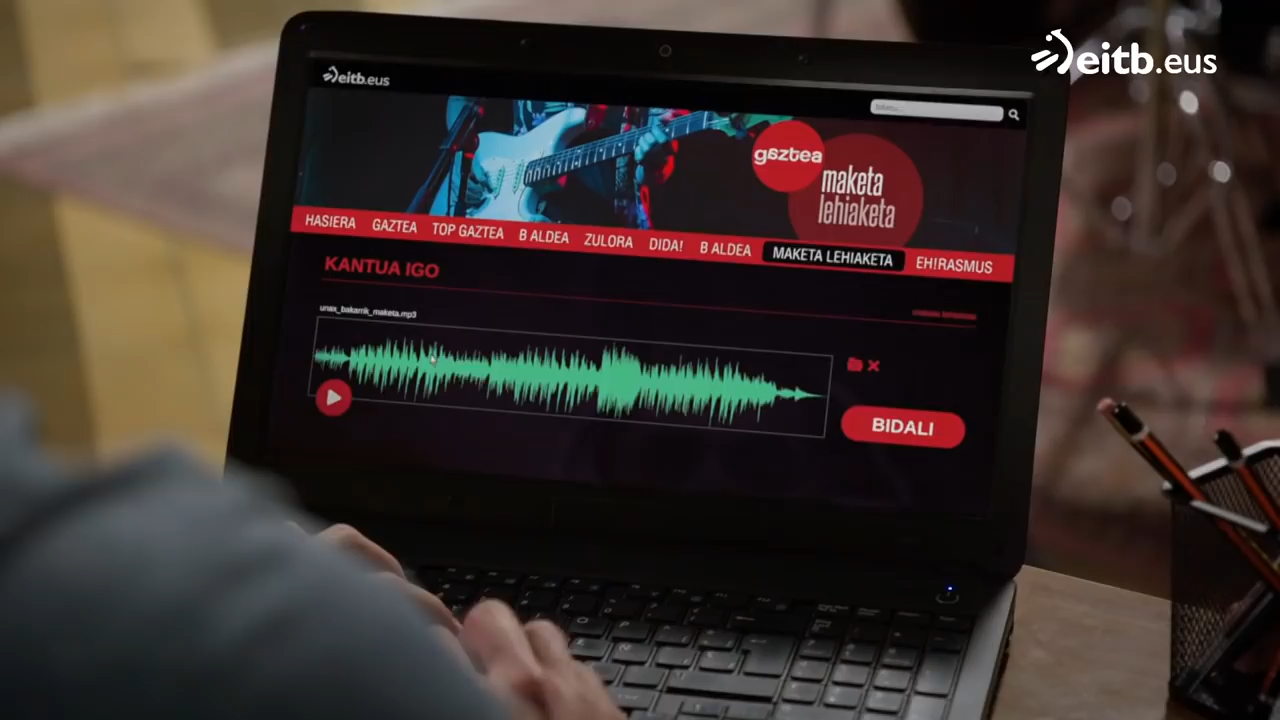 eitb.eus
eitb.eus
gaztea
maketa
lehiaketa
HASIERA GAZTEA TOP GAZTEA B ALDEA ZULORA DIDA! B ALDEA MAKETA LEHIAKETA EH!RASMUS
KANTUA IGO
unax_bakarrik_maketa.mp3
BIDALI